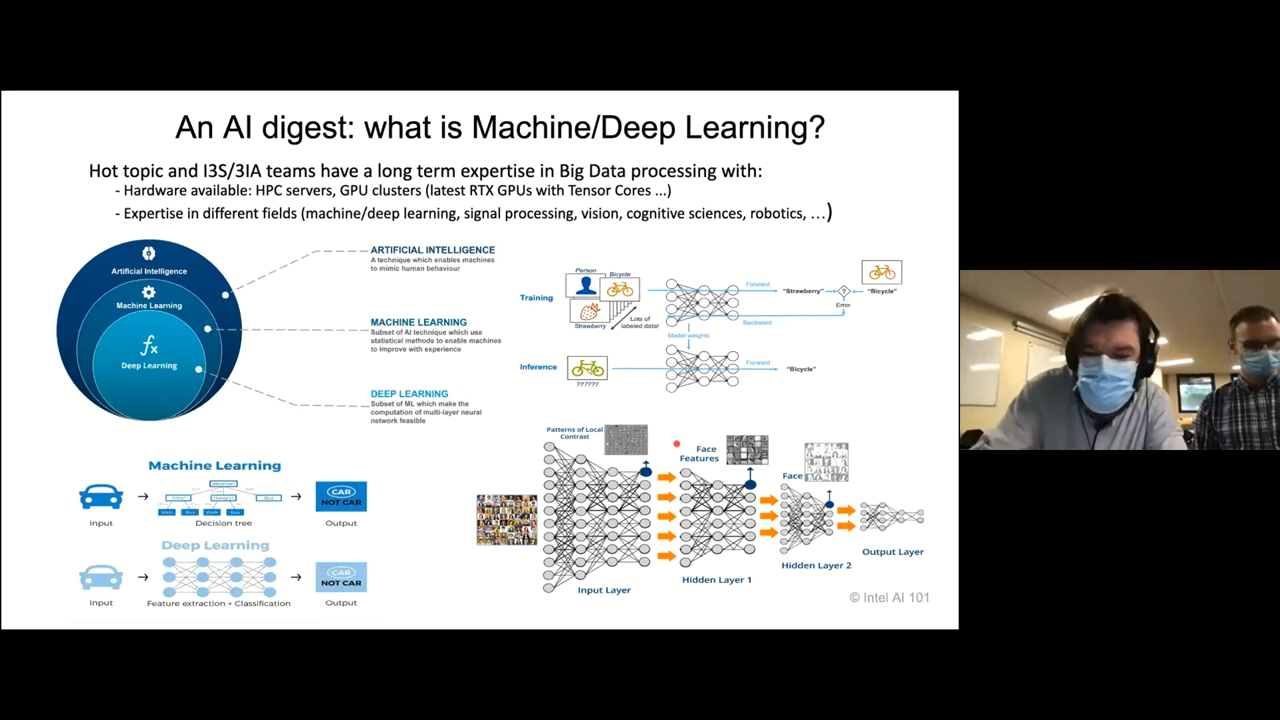 An AI digest: what is Machine/Deep Learning?
Hot topic and I3S/3IA teams have a long term expertise in Big Data processing with:
- Hardware available: HPC servers, GPU clusters (latest RTX GPUs with Tensor Cores ...)
- Expertise in different fields (machine/deep learning, signal processing, vision, cognitive sciences, robotics, …)
Artificial Intelligence
Machine Learning
fx
Deep Learning
ARTIFICIAL INTELLIGENCE
A technique which enables machines
to mimic human behaviour
MACHINE LEARNING
Subset of AI technique which use
statistical methods to enable machines
to improve with experience
DEEP LEARNING
Subset of ML which make the
computation of multi-layer neural
network feasible
Training
Person
Bicycle
Strawberry
Lots of
labeled data!
Forward
"Strawberry"
?
"Bicycle"
Error
Backward
Model weights
Inference
??????
Forward
"Bicycle"
Machine Learning
Input
Decision tree
CAR
NOT CAR
Output
Deep Learning
Input
Feature extraction + Classification
CAR
NOT CAR
Output
Patterns of Local
Contrast
Face
Features
Face
Input Layer
Hidden Layer 1
Hidden Layer 2
Output Layer
© Intel AI 101